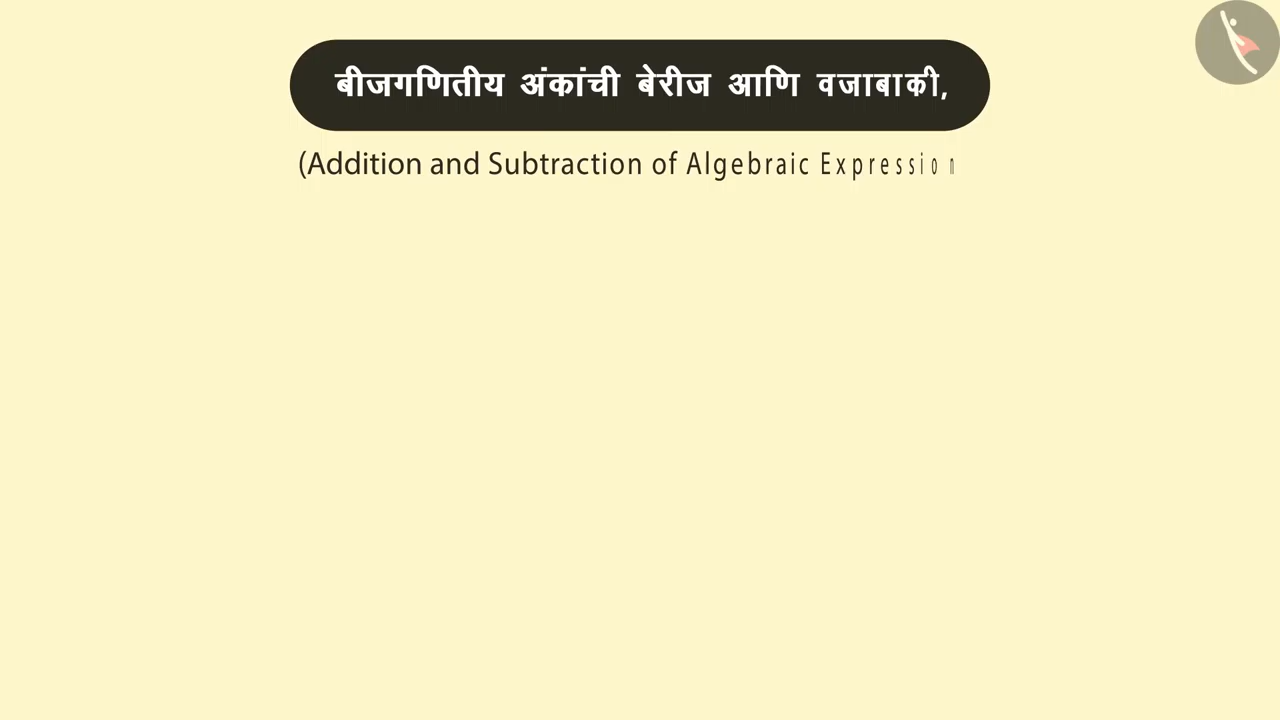 बीजगणितीय अंकांची बेरीज आणि वजाबाकी,
(Addition and Subtraction of Algebraic Expression